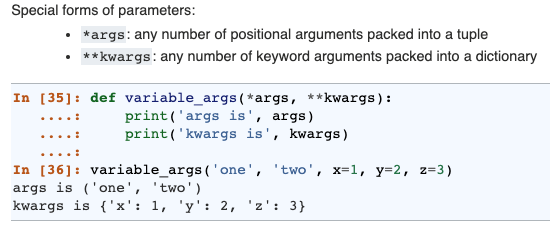 Special forms of parameters:
• *args: any number of positional arguments packed into a tuple
• **kwargs: any number of keyword arguments packed into a dictionary
In [35]: def variable_args(*args, **kwargs):
....: print('args is', args)
....: print('kwargs is', kwargs)
....:
In [36]: variable_args('one', 'two', x=1, y=2, z=3)
args is ('one', 'two')
kwargs is {'x': 1, 'y': 2, 'z': 3}